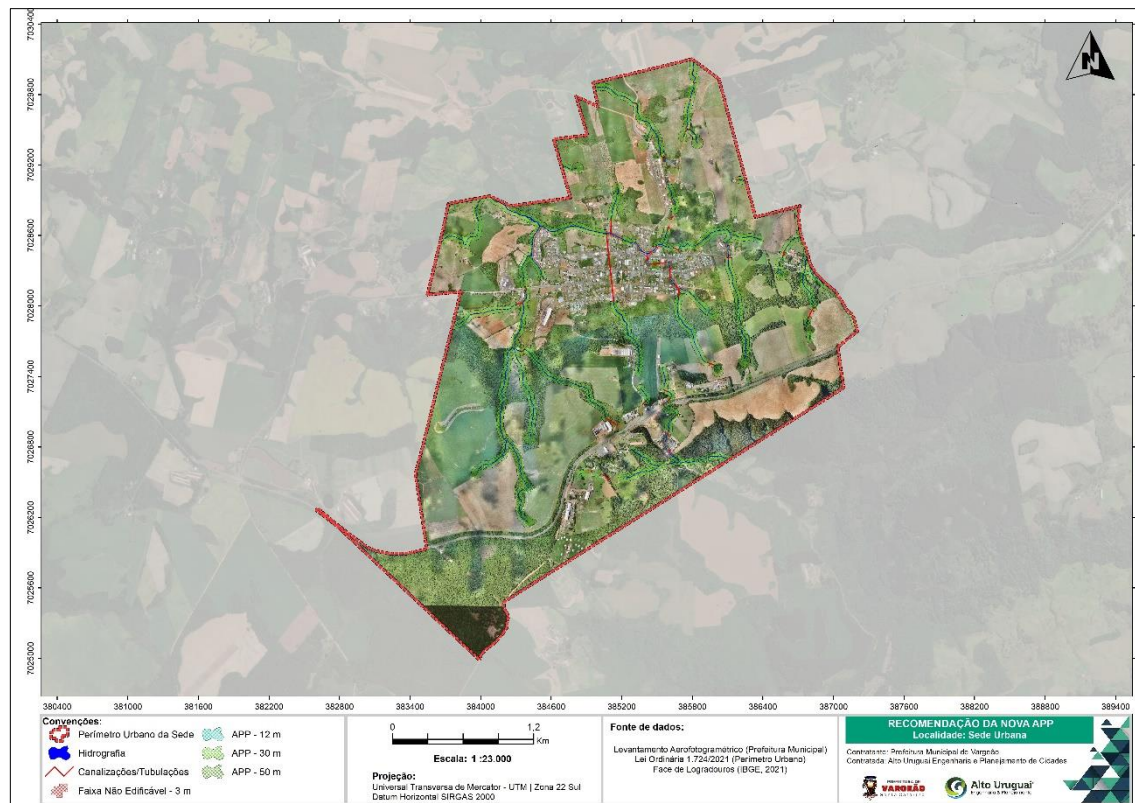 7030400
7029800
7029200
7028600
7028000
7027400
7026800
7026200
7025600
7025000
N
380400 381000 381600 382200 382800 383400 384000 384600 385200 385800 386400 387000 387600 388200 388800 389400
Convenções:
Perímetro Urbano da Sede
Hidrografia
Canalizações/Tubulações
Faixa Não Edificável - 3 m
APP - 12 m
APP - 30 m
APP - 50 m
0 1,2
Km
Escala: 1 :23.000
Projeção:
Universal Transversa de Mercator - UTM | Zona 22 Sul
Datum Horizontal SIRGAS 2000
Fonte de dados:
Levantamento Aerofotogramétrico (Prefeitura Municipal)
Lei Ordinária 1.724/2021 (Perímetro Urbano)
Face de Logradouros (IBGE, 2021)
RECOMENDAÇÃO DA NOVA APP
Localidade: Sede Urbana
Contratante: Prefeitura Municipal de Vargeão
Contratada: Alto Uruguai Engenharia e Planejamento de Cidades
PREFEITURA DE
VARGEÃO
Alto Uruguai
Engenharia & Planejamento